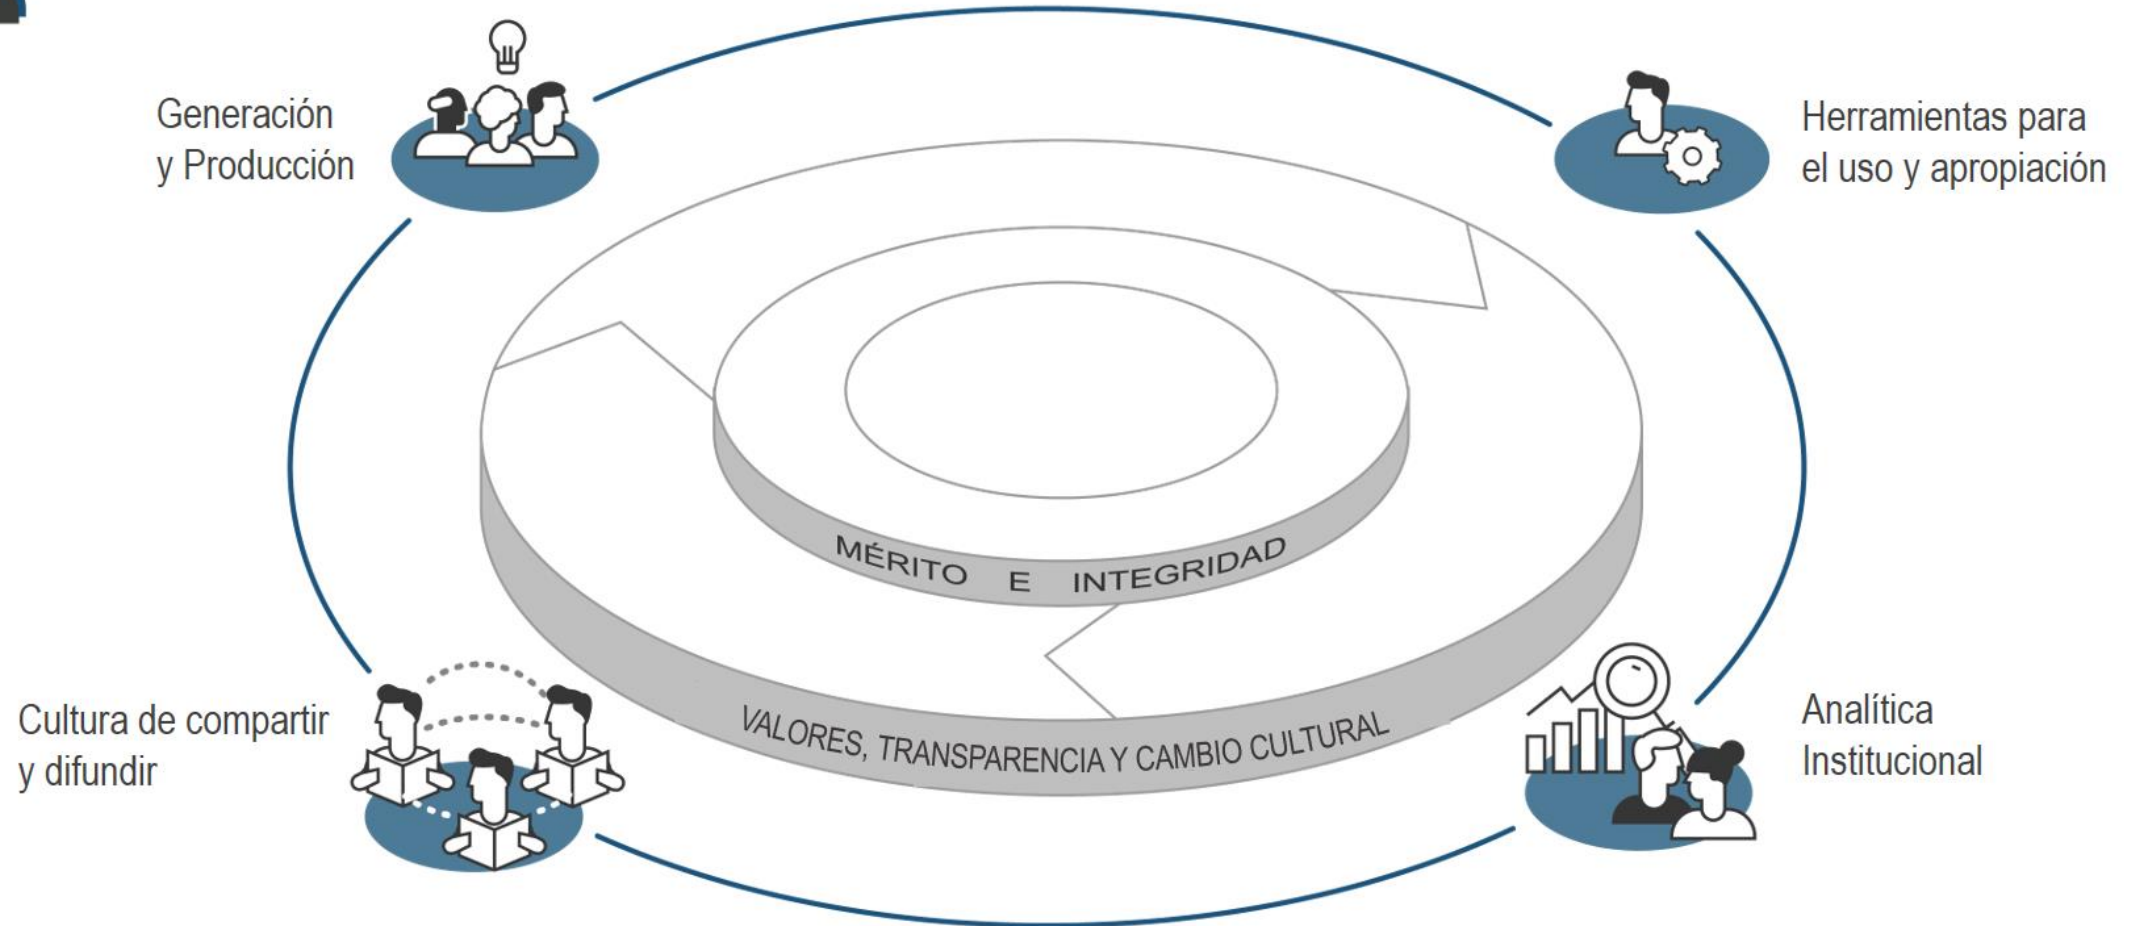 Generación
y Producción
Herramientas para
el uso y apropiación
MÉRITO E INTEGRIDAD
VALORES, TRANSPARENCIA Y CAMBIO CULTURAL
Cultura de compartir
y difundir
Analítica
Institucional